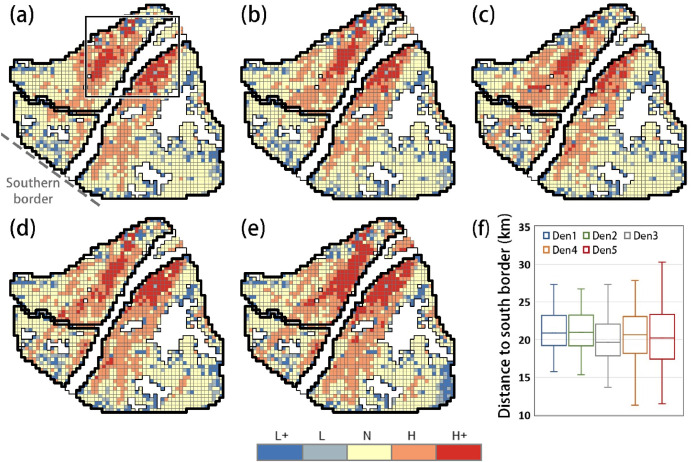 (a)
(b)
(c)
Southern
border
(d)
(e)
(f)
Distance to south border (km)
35
30
25
20
15
10
Den1 Den2 Den3
Den4 Den5
L+ L N H H+